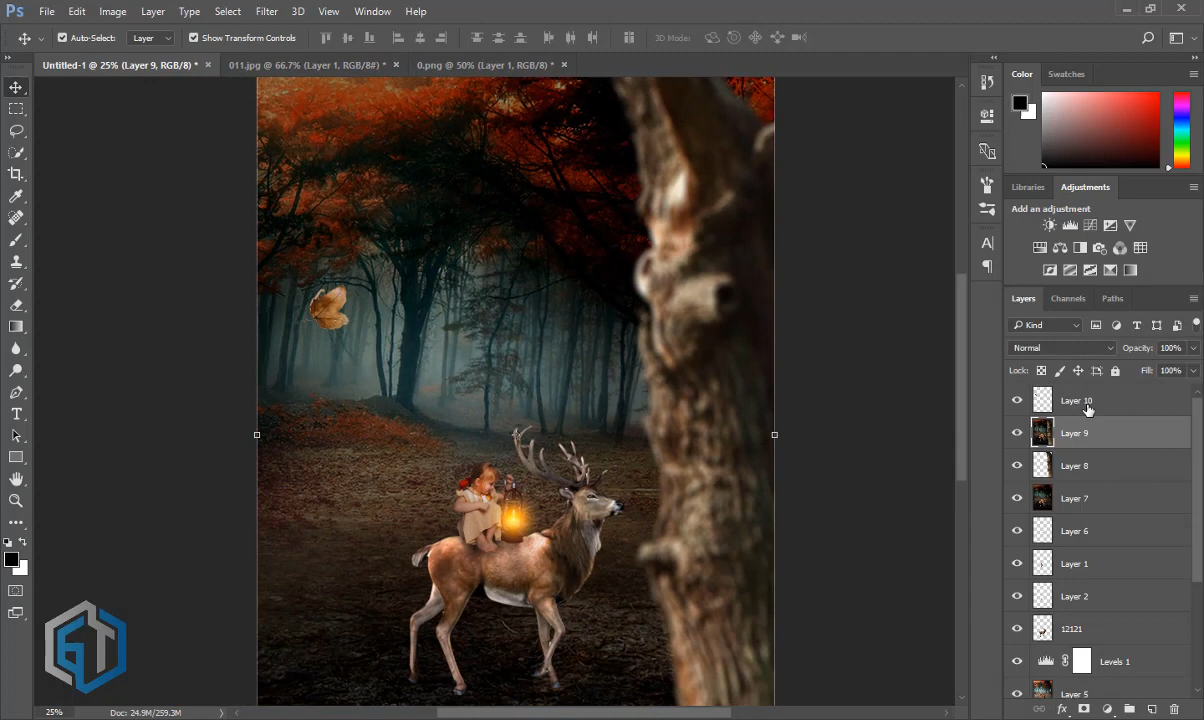 Ps File Edit Image Layer Type Select Filter 3D View Window Help
Auto-Select: Layer Show Transform Controls 3D Mode:
Untitled-1 @ 25% (Layer 9, RGB/8) * × 011.jpg @ 66.7% (Layer 1, RGB/8#) * × 0.png @ 50% (Layer 1, RGB/8) * ×
Color Swatches
Libraries Adjustments
Add an adjustment
Layers Channels Paths
Kind
Normal Opacity: 100%
Lock: Fill: 100%
Layer 10
Layer 9
Layer 8
Layer 7
Layer 6
Layer 1
Layer 2
12121
Levels 1
Layer 5
25% Doc: 24.9M/259.3M